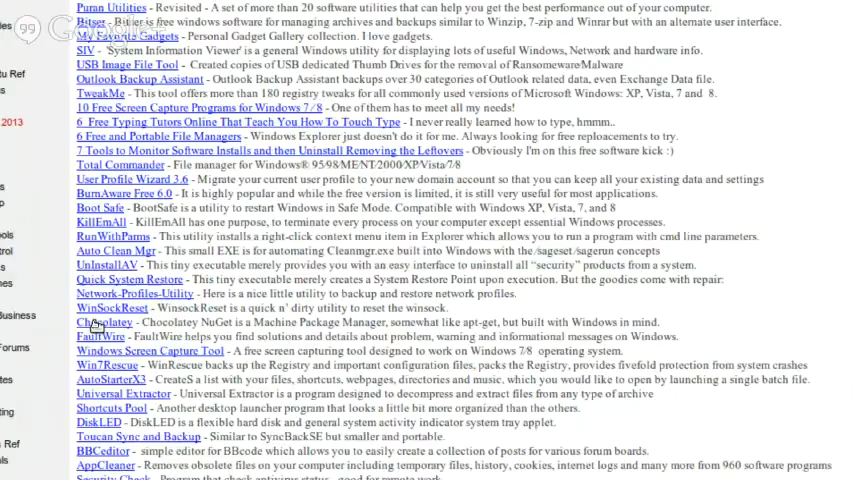 Puran Utilities - Revisited - A set of more than 20 software utilities that can help you get the best performance out of your computer.
Bitser - Bitser is free windows software for managing archives and backups similar to Winzip, 7-zip and Winrar but with an alternate user interface.
My Favorite Gadgets - Personal Gadget Gallery collection. I love gadgets.
Google+
SIV - 'System Information Viewer' is a general Windows utility for displaying lots of useful Windows, Network and hardware info.
USB Image File Tool - Created copies of USB dedicated Thumb Drives for the removal of Ransomeware/Malware
tu Ref
Outlook Backup Assistant - Outlook Backup Assistant backups over 30 categories of Outlook related data, even Exchange Data file.
TweakMe - This tool offers more than 180 registry tweaks for all commonly used versions of Microsoft Windows: XP, Vista, 7 and 8.
10 Free Screen Capture Programs for Windows 7/8 - One of them has to meet all my needs!
2013
6 Free Typing Tutors Online That Teach You How To Touch Type - I never really learned how to type, hmmm..
6 Free and Portable File Managers - Windows Explorer just doesn't do it for me. Always looking for free reploacements to try.
7 Tools to Monitor Software Installs and then Uninstall Removing the Leftovers - Obviously I'm on this free software kick :)
Total Commander - File manager for Windows® 95/98/ME/NT/2000/XP/Vista/7/8
User Profile Wizard 3.6 - Migrate your current user profile to your new domain account so that you can keep all your existing data and settings
BurnAware Free 6.0 - It is highly popular and while the free version is limited, it is still very useful for most applications.
Boot Safe - BootSafe is a utility to restart Windows in Safe Mode. Compatible with Windows XP, Vista, 7, and 8
KillEmAll - KillEmAll has one purpose, to terminate every process on your computer except essential Windows processes.
ools
RunWithParms - This utility installs a right-click context menu item in Explorer which allows you to run a program with cmd line parameters.
rol
Auto Clean Mgr - This small EXE is for automating Cleanmgr.exe built into Windows with the /sageset/sagerun concepts
UnInstallAV - This tiny executable merely provides you with an easy interface to uninstall all “security” products from a system.
nes
Quick System Restore - This tiny executable merely creates a System Restore Point upon execution. But the goodies come with repair:
Network-Profiles-Utility - Here is a nice little utility to backup and restore network profiles.
WinSockReset - WinsockReset is a quick n' dirty utility to reset the winsock.
Business
Chocolatey - Chocolatey NuGet is a Machine Package Manager, somewhat like apt-get, but built with Windows in mind.
FaultWire - FaultWire helps you find solutions and details about problem, warning and informational messages on Windows.
Forums
Windows Screen Capture Tool - A free screen capturing tool designed to work on Windows 7/8 operating system.
Win7Rescue - WinRescue backs up the Registry and important configuration files, packs the Registry, provides fivefold protection from system crashes
tes
AutoStarterX3 - CreateS a list with your files, shortcuts, webpages, directories and music, which you would like to open by launching a single batch file.
Universal Extractor - Universal Extractor is a program designed to decompress and extract files from any type of archive
ting
Shortcuts Pool - Another desktop launcher program that looks a little bit more organized than the others.
DiskLED - DiskLED is a flexible hard disk and general system activity indicator system tray applet.
Toucan Sync and Backup - Similar to SyncBackSE but smaller and portable.
s Ref
BBCeditor - simple editor for BBcode which allows you to easily create a collection of posts for various forum boards.
als
AppCleaner - Removes obsolete files on your computer including temporary files, history, cookies, internet logs and many more from 960 software programs
Security Check - Program that check antivirus status - good for remote work